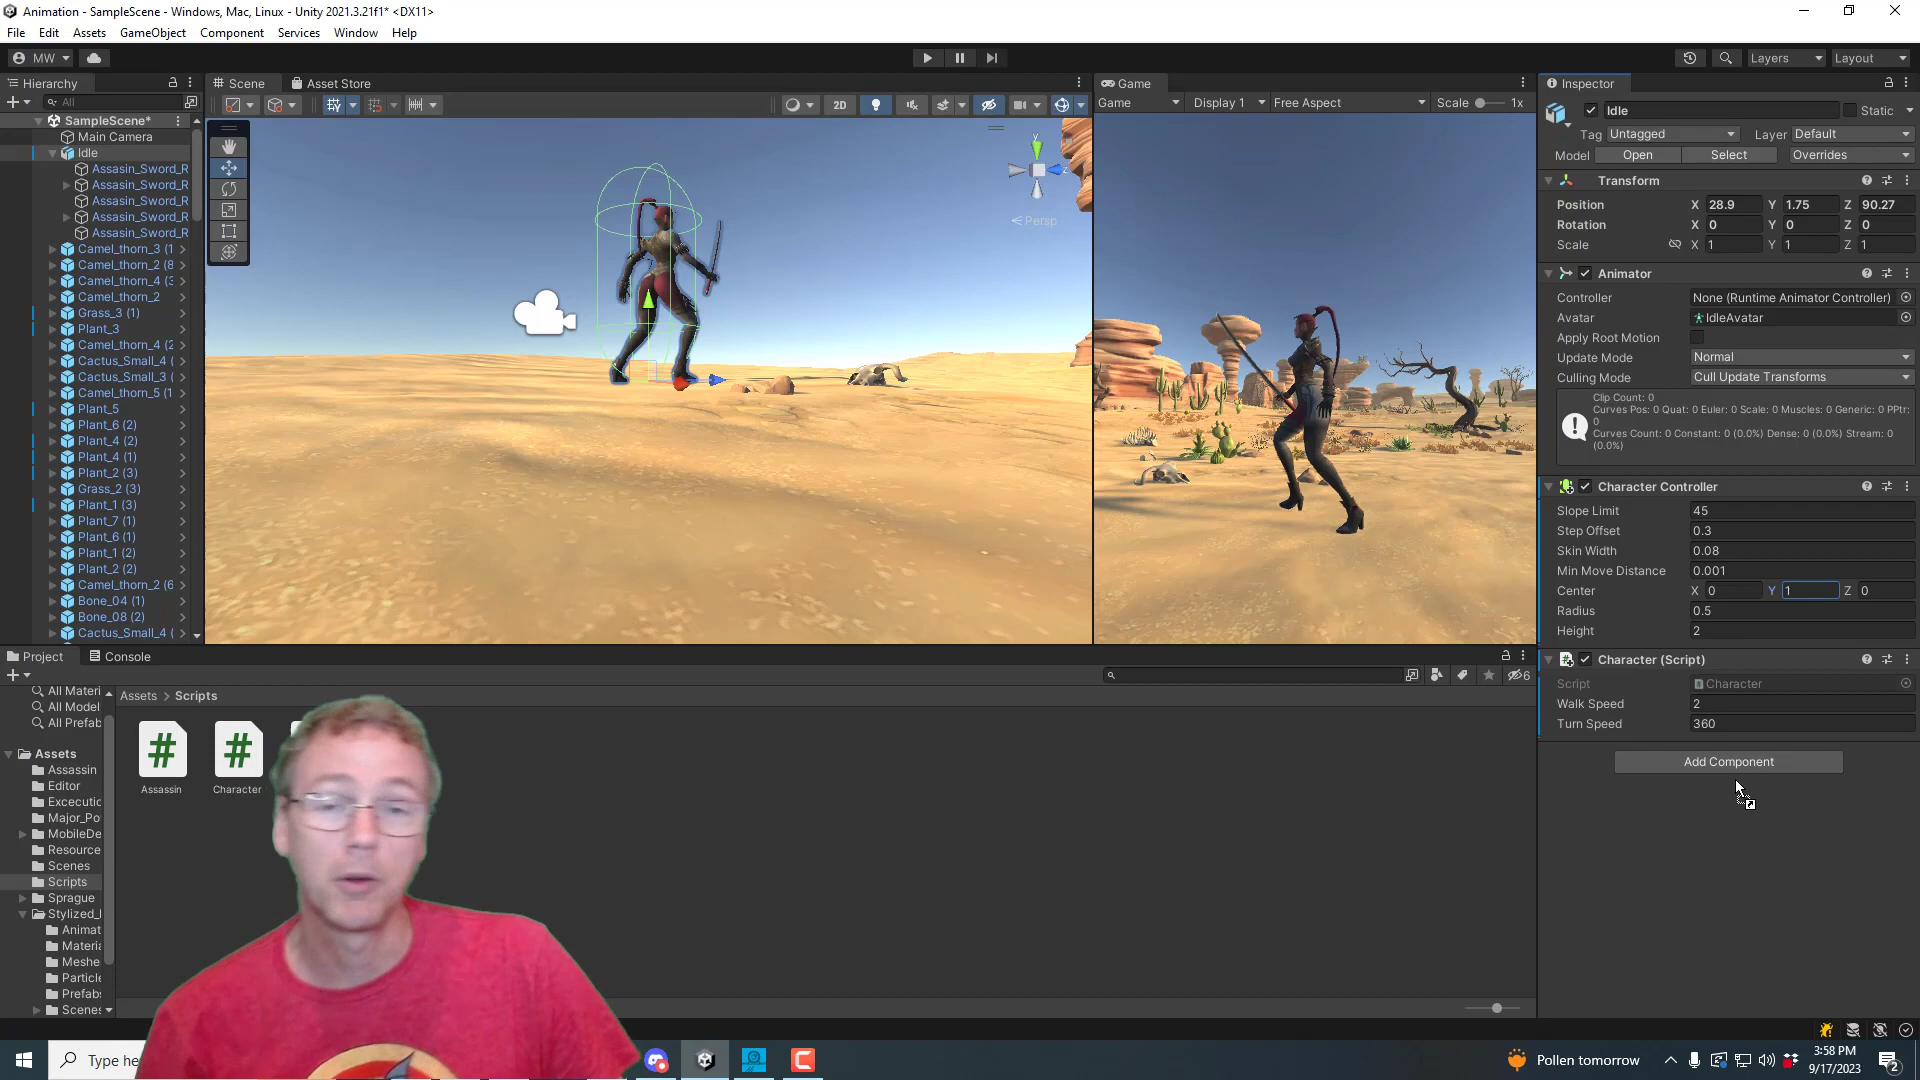 Animation - SampleScene - Windows, Mac, Linux - Unity 2021.3.21f1* <DX11>
File Edit Assets GameObject Component Services Window Help
MW
Layers Layout
Hierarchy
All
SampleScene*
Main Camera
Idle
Assasin_Sword_R
Assasin_Sword_R
Assasin_Sword_R
Assasin_Sword_R
Assasin_Sword_R
Camel_thorn_3 (1
Camel_thorn_2 (8
Camel_thorn_4 (3
Camel_thorn_2
Grass_3 (1)
Plant_3
Camel_thorn_4 (2
Cactus_Small_4 (
Cactus_Small_3 (
Camel_thorn_5 (1
Plant_5
Plant_6 (2)
Plant_4 (2)
Plant_4 (1)
Plant_2 (3)
Grass_2 (3)
Plant_1 (3)
Plant_7 (1)
Plant_6 (1)
Plant_1 (2)
Plant_2 (2)
Camel_thorn_2 (6
Bone_04 (1)
Bone_08 (2)
Cactus_Small_4 (
Scene Asset Store
2D
y
z
Persp
Game
Game Display 1 Free Aspect Scale 1x
Inspector
Idle Static
Tag Untagged Layer Default
Model Open Select Overrides
Transform
Position X 28.9 Y 1.75 Z 90.27
Rotation X 0 Y 0 Z 0
Scale X 1 Y 1 Z 1
Animator
Controller None (Runtime Animator Controller)
Avatar IdleAvatar
Apply Root Motion
Update Mode Normal
Culling Mode Cull Update Transforms
Clip Count: 0
Curves Pos: 0 Quat: 0 Euler: 0 Scale: 0 Muscles: 0 Generic: 0 PPtr:
0
Curves Count: 0 Constant: 0 (0.0%) Dense: 0 (0.0%) Stream: 0
(0.0%)
Character Controller
Slope Limit 45
Step Offset 0.3
Skin Width 0.08
Min Move Distance 0.001
Center X 0 Y 1 Z 0
Radius 0.5
Height 2
Character (Script)
Script Character
Walk Speed 2
Turn Speed 360
Add Component
Project Console
6
All Materi
All Model
All Prefab
Assets
Assassin
Editor
Excecutic
Major_Po
MobileDe
Resource
Scenes
Scripts
Sprague
Stylized_
Animat
Materia
Meshe
Particle
Prefab
Scenes
Assets > Scripts
# Assassin
# Character
Type he
Pollen tomorrow
3:58 PM
9/17/2023
2